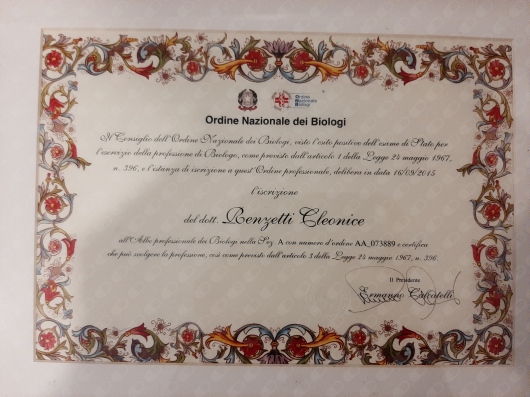 Ordine
Nazionale
Biologi
Ordine Nazionale dei Biologi
Il Consiglio dell'Ordine Nazionale dei Biologi, visto l'esito positivo dell'esame di Stato per
l'esercizio della professione di Biologo, come previsto dall'articolo 1 della Legge 24 maggio 1967,
n. 396, e l'istanza di iscrizione a quest'Ordine professionale, delibera in data 16/09/2015
l'iscrizione
del dott. Renzetti Cleonice
all'Albo professionale dei Biologi nella Sez. A con numero d'ordine AA_073889 e certifica
che può svolgere la professione, così come previsto dall'articolo 3 della Legge 24 maggio 1967, n. 396.
Il Presidente
Ermanno Calcatelli